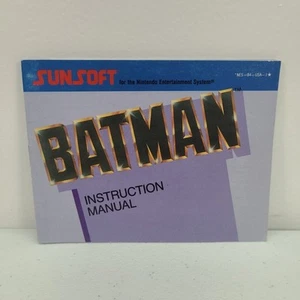 SUNSOFT for the Nintendo Entertainment System®
BATMAN
INSTRUCTION
MANUAL